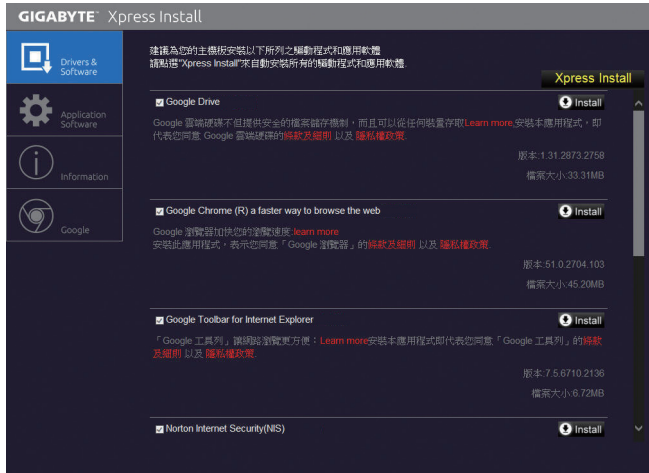 GIGABYTE™ Xpress Install
Drivers &
Software
Application
Software
Information
Google
建議為您的主機板安裝以下所列之驅動程式和應用軟體
請點選"Xpress Install"來自動安裝所有的驅動程式和應用軟體.
Xpress Install
Google Drive
Install
Google 雲端硬碟不但提供安全的檔案儲存機制，而且可以從任何裝置存取Learn more,安裝本應用程式，即
代表您同意 Google 雲端硬碟的條款及細則 以及 隱私權政策.
版本:1.31.2873.2758
檔案大小:33.31MB
Google Chrome (R) a faster way to browse the web
Install
Google 瀏覽器加快您的瀏覽速度:learn more
安裝此應用程式，表示您同意「Google 瀏覽器」的條款及細則 以及 隱私權政策.
版本:51.0.2704.103
檔案大小:45.20MB
Google Toolbar for Internet Explorer
Install
「Google 工具列」讓網路瀏覽更方便：Learn more安裝本應用程式即代表您同意「Google 工具列」的條款
及細則 以及 隱私權政策.
版本:7.5.6710.2136
檔案大小:6.72MB
Norton Internet Security(NIS)
Install